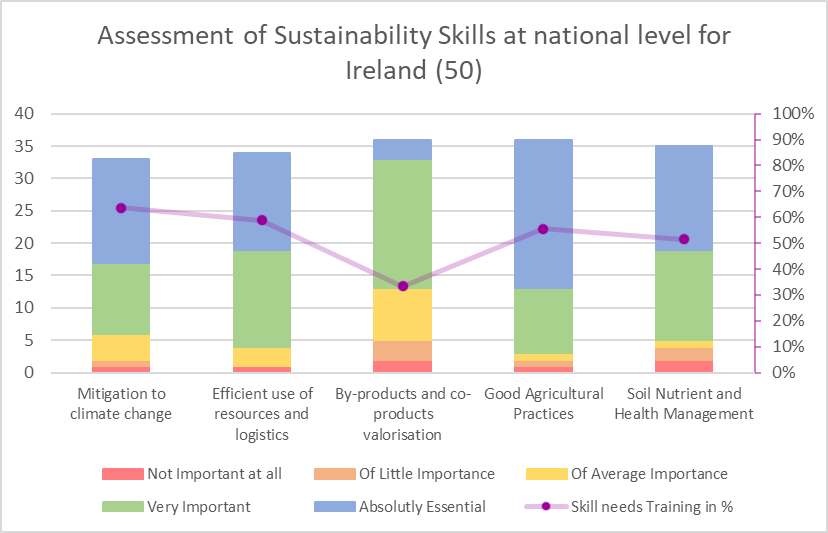 Assessment of Sustainability Skills at national level for
Ireland (50)
40
35
30
25
20
15
10
5
0
100%
90%
80%
70%
60%
50%
40%
30%
20%
10%
0%
Mitigation to
climate change
Efficient use of
resources and
logistics
By-products and co-
products
valorisation
Good Agricultural
Practices
Soil Nutrient and
Health Management
Not Important at all
Of Little Importance
Of Average Importance
Very Important
Absolutly Essential
Skill needs Training in %